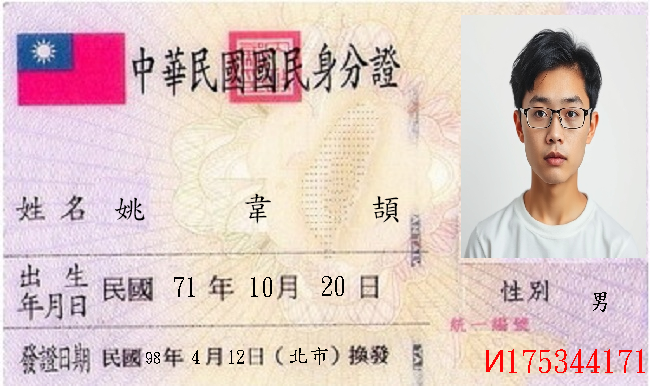 中華民國國民身分證
姓名 姚韋頡
出生年月日 民國 71 年 10月 20 日
性別 男
統一編號
И175344171
發證日期 民國98年 4月12日 (北市) 換發